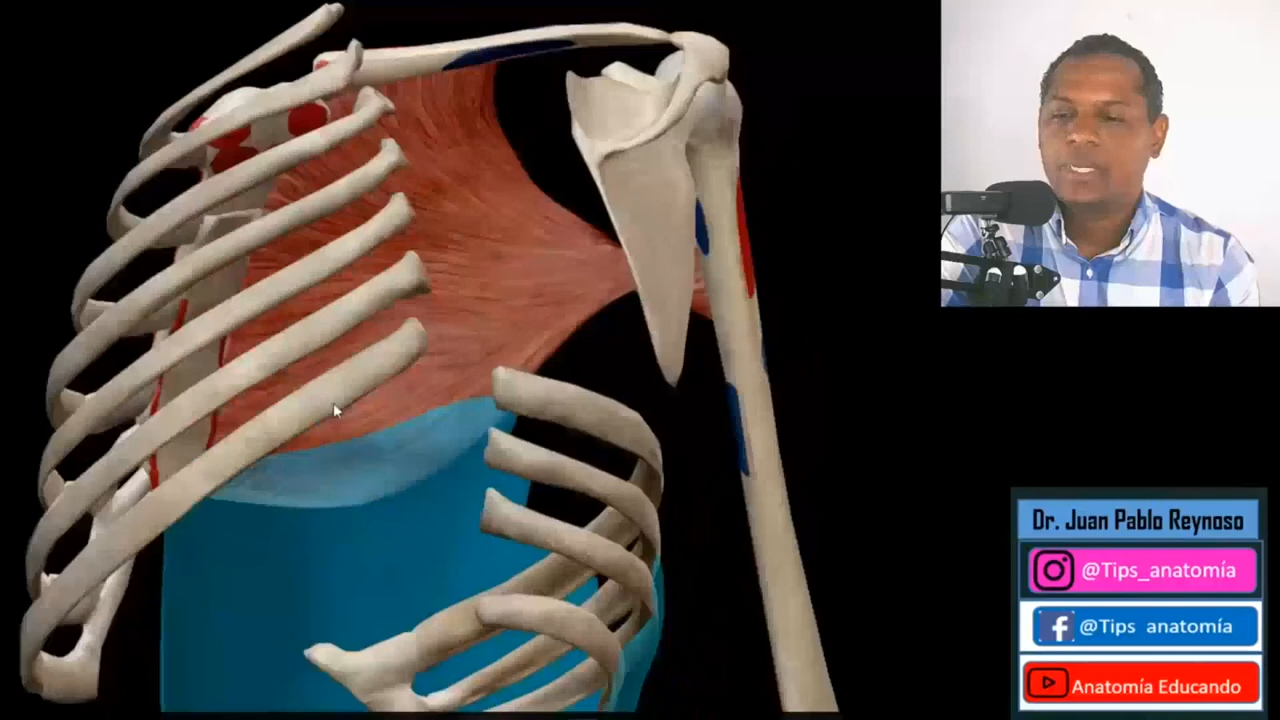 Dr. Juan Pablo Reynoso
@Tips_anatomía
@Tips anatomía
Anatomía Educando